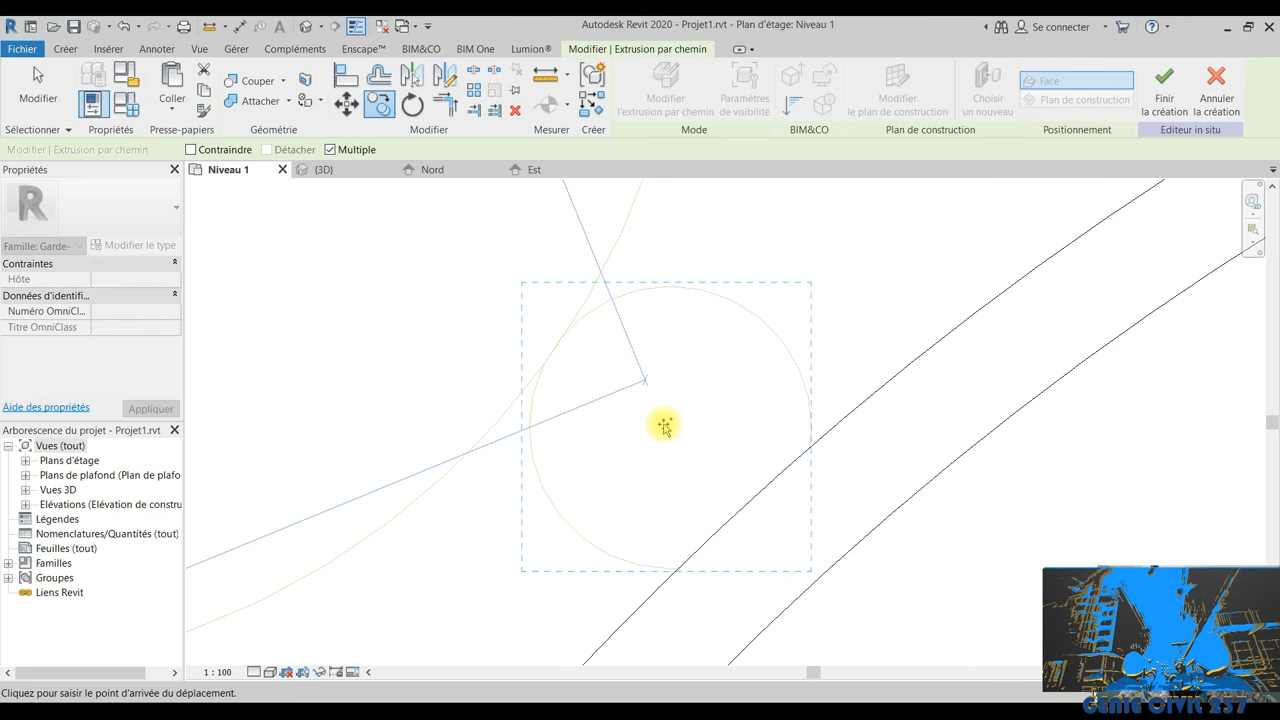 Autodesk Revit 2020 - Projet1.rvt - Plan d'étage: Niveau 1
Se connecter
Fichier Créer Insérer Annoter Vue Gérer Compléments Enscape™ BIM&CO BIM One Lumion® Modifier | Extrusion par chemin
Modifier
Coller
Couper
Attacher
Modifier l'extrusion par chemin
Paramètres de visibilité
Modifier le plan de construction
Choisir un nouveau
Face
Plan de construction
Finir la création
Annuler la création
Sélectionner Propriétés Presse-papiers Géométrie Modifier Mesurer Créer Mode BIM&CO Plan de construction Positionnement Editeur in situ
Modifier | Extrusion par chemin Contraindre Détacher Multiple
Propriétés
Niveau 1 (3D) Nord Est
Famille: Garde- Modifier le type
Contraintes
Hôte
Données d'identifi...
Numéro OmniCl...
Titre OmniClass
Aide des propriétés Appliquer
Arborescence du projet - Projet1.rvt
Vues (tout)
Plans d'étage
Plans de plafond (Plan de plafo
Vues 3D
Elévations (Elévation de constru
Légendes
Nomenclatures/Quantités (tout)
Feuilles (tout)
Familles
Groupes
Liens Revit
1 : 100
Cliquez pour saisir le point d'arrivée du déplacement.
GENIE CIVIL 237